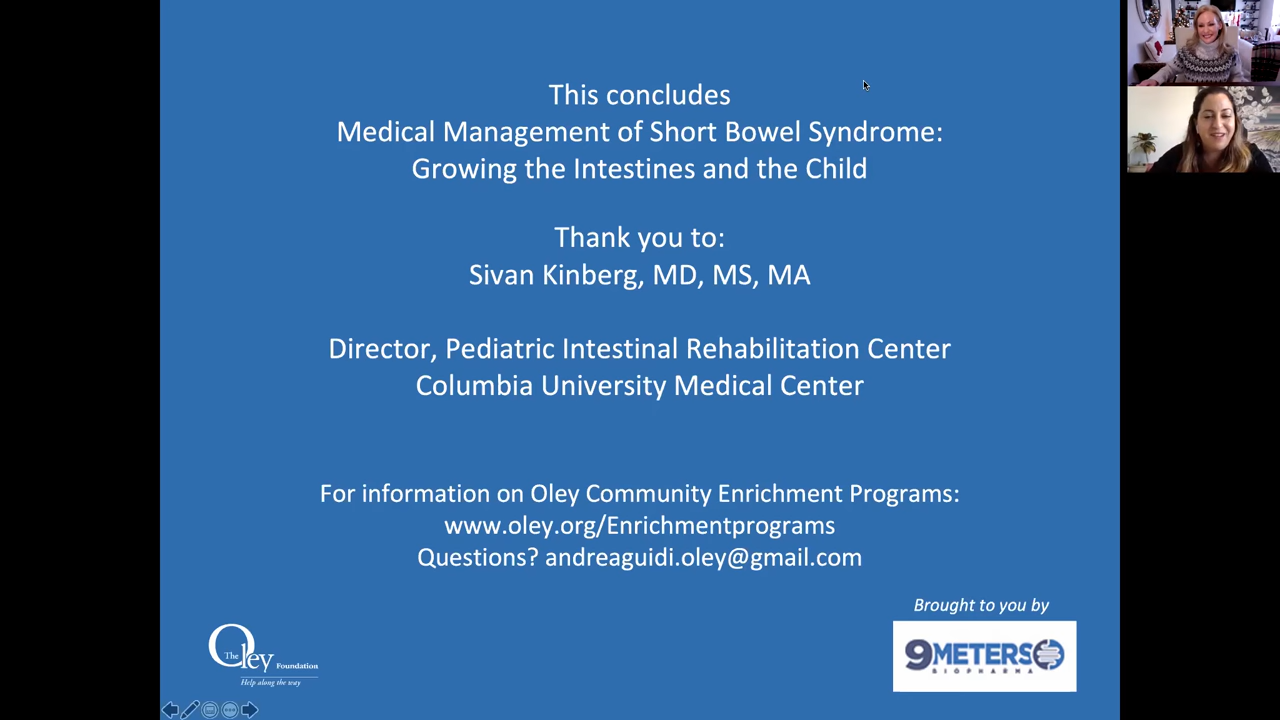 This concludes
Medical Management of Short Bowel Syndrome:
Growing the Intestines and the Child
Thank you to:
Sivan Kinberg, MD, MS, MA
Director, Pediatric Intestinal Rehabilitation Center
Columbia University Medical Center
For information on Oley Community Enrichment Programs:
www.oley.org/Enrichmentprograms
Questions? andreaguidi.oley@gmail.com
Brought to you by
The Oley Foundation
Help along the way
9 METERS
BIOPHARMA